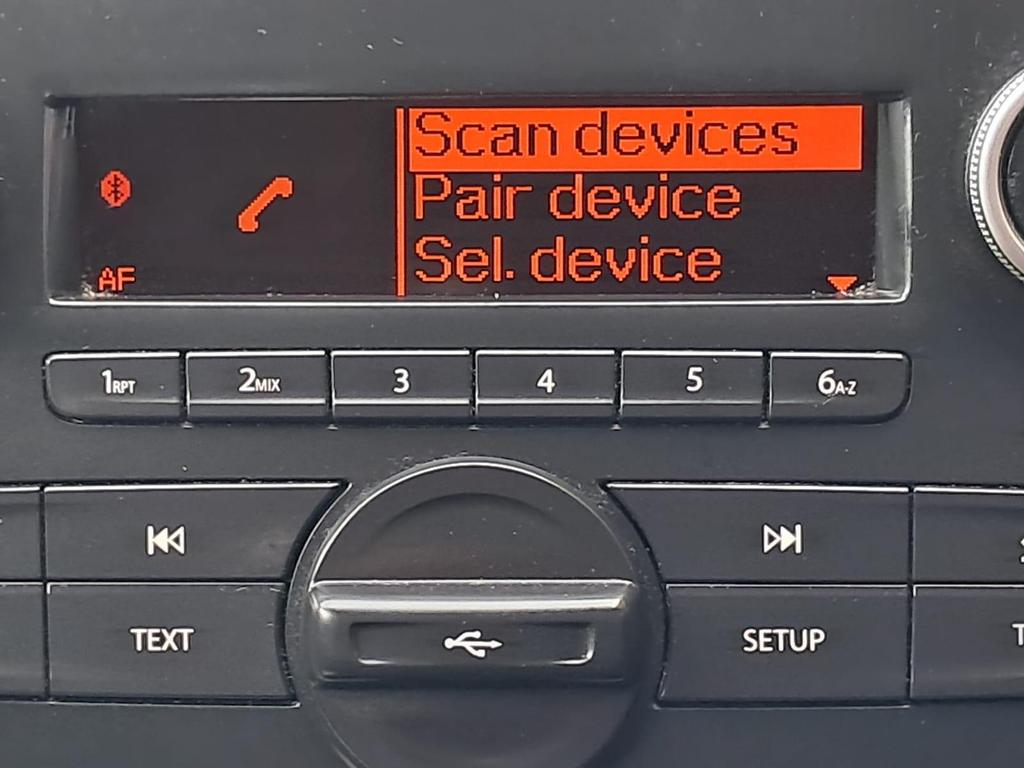 Scan devices
Pair device
Sel. device
AF
1RPT 2MIX 3 4 5 6A-Z
TEXT SETUP